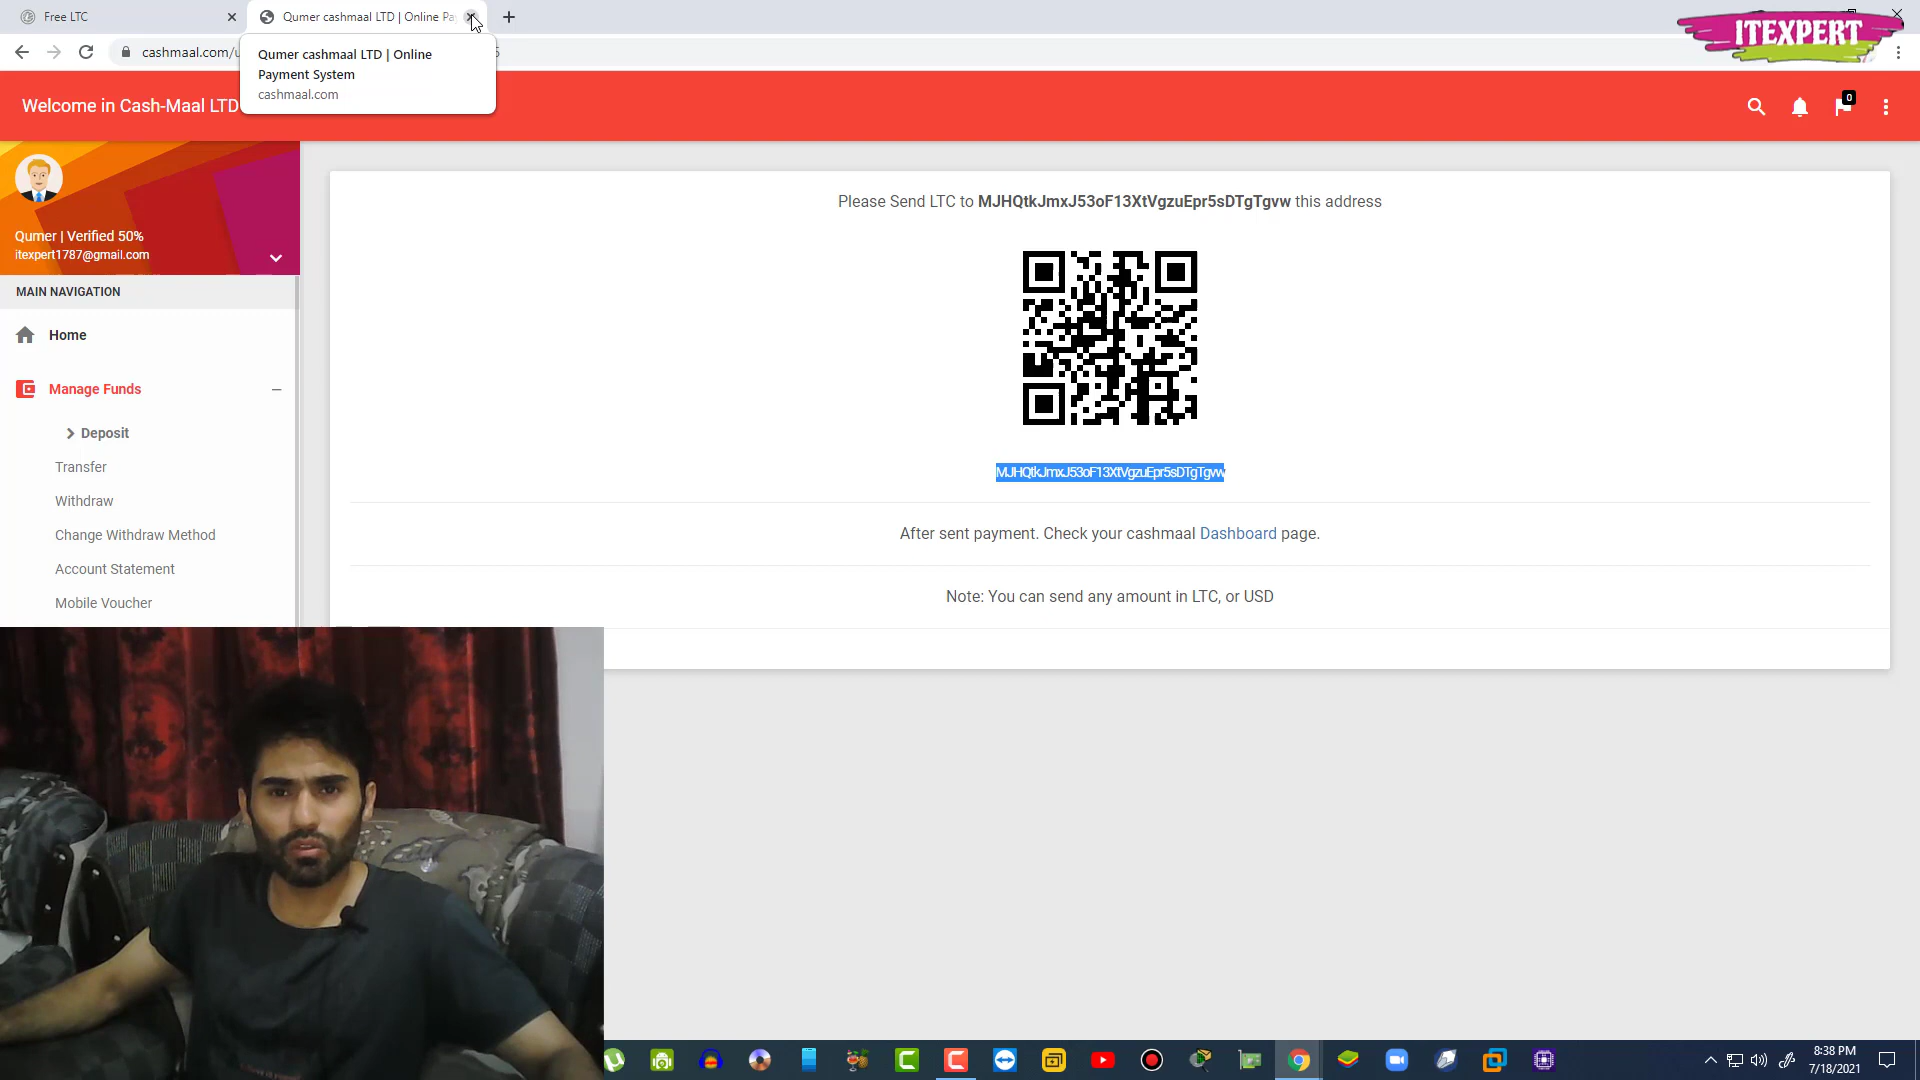 Free LTC
Qumer cashmaal LTD | Online Pa
ITEXPERT
cashmaal.com/u
Qumer cashmaal LTD | Online
Payment System
cashmaal.com
Welcome in Cash-Maal LTD
0
Qumer | Verified 50%
itexpert1787@gmail.com
MAIN NAVIGATION
Home
Manage Funds
Deposit
Transfer
Withdraw
Change Withdraw Method
Account Statement
Mobile Voucher
Please Send LTC to MJHQtkJmxJ53oF13XtVgzuEpr5sDTgTgvw this address
MJHQtkJmxJ53oF13XtVgzuEpr5sDTgTgvw
After sent payment. Check your cashmaal Dashboard page.
Note: You can send any amount in LTC, or USD
8:38 PM
7/18/2021